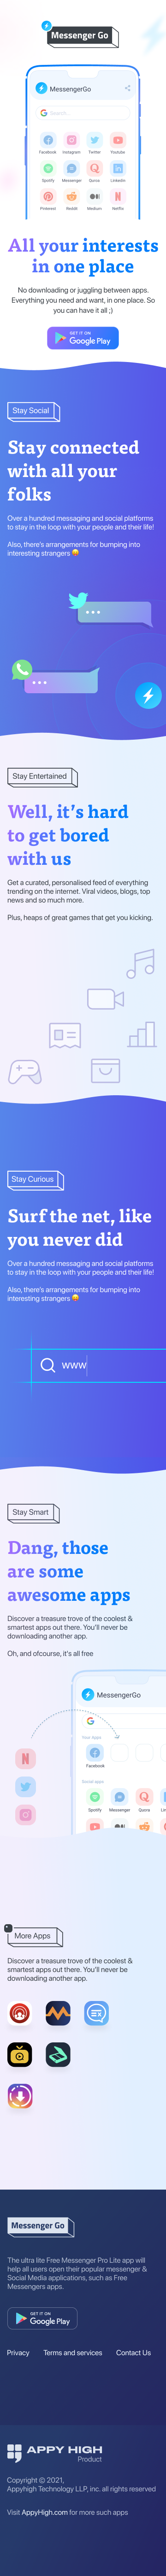 Messenger Go
MessengerGo
Search...
Facebook Instagram Twitter Youtube
Spotify Messenger Quora LinkedIn
Pinterest Reddit Medium Netflix
All your interests
in one place
No downloading or juggling between apps.
Everything you need and want, in one place. So
you can have it all ;)
GET IT ON
Google Play
Stay Social
Stay connected
with all your
folks
Over a hundred messaging and social platforms
to stay in the loop with your people and their life!
Also, there's arrangements for bumping into
interesting strangers 😄
Stay Entertained
Well, it's hard
to get bored
with us
Get a curated, personalised feed of everything
trending on the internet. Viral videos, blogs, top
news and so much more.
Plus, heaps of great games that get you kicking.
Stay Curious
Surf the net, like
you never did
Over a hundred messaging and social platforms
to stay in the loop with your people and their life!
Also, there's arrangements for bumping into
interesting strangers 😄
www
Stay Smart
Dang, those
are some
awesome apps
Discover a treasure trove of the coolest &
smartest apps out there. You'll never be
downloading another app.
Oh, and ofcourse, it's all free
MessengerGo
Your Apps
Facebook
Social apps
Spotify Messenger Quora Lin
More Apps
Discover a treasure trove of the coolest &
smartest apps out there. You'll never be
downloading another app.
Messenger Go
The ultra lite Free Messenger Pro Lite app will
help all users open their popular messenger &
Social Media applications, such as Free
Messengers apps.
GET IT ON
Google Play
Privacy Terms and services Contact Us
APPY HIGH
Product
Copyright © 2021,
Appyhigh Technology LLP, inc. all rights reserved
Visit AppyHigh.com for more such apps